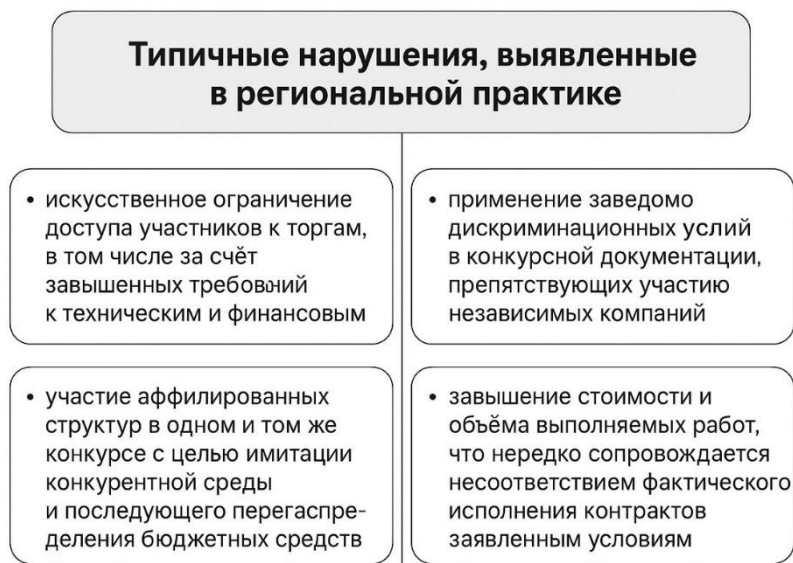 Типичные нарушения, выявленные
в региональной практике
• искусственное ограничение
доступа участников к торгам,
в том числе за счёт
завышенных требований
к техническим и финансовым
• применение заведомо
дискриминационных услий
в конкурсной документации,
препятствующих участию
независимых компаний
• участие аффилированных
структур в одном и том же
конкурсе с целью имитации
конкурентной среды
и последующего перегаспре-
деления бюджетных средств
• завышение стоимости и
объёма выполняемых работ,
что нередко сопровождается
несоответствием фактического
исполнения контрактов
заявленным условиям